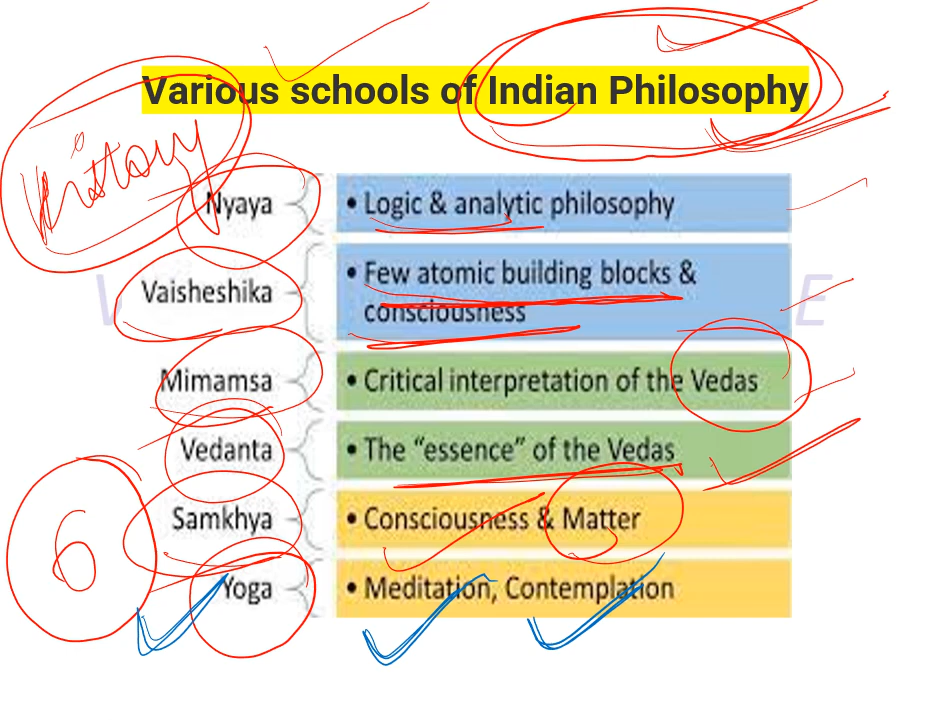 Various schools of Indian Philosophy
History
Nyaya
• Logic & analytic philosophy
Vaisheshika
• Few atomic building blocks &
consciousness
Mimamsa
• Critical interpretation of the Vedas
Vedanta
• The “essence” of the Vedas
Samkhya
• Consciousness & Matter
6
Yoga
• Meditation, Contemplation